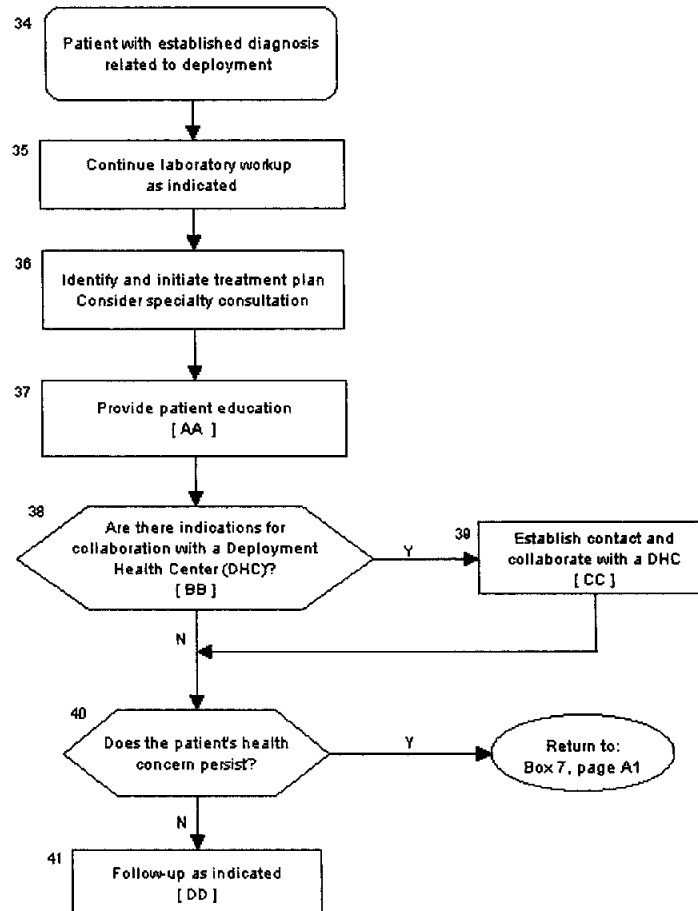 34
Patient with established diagnosis
related to deployment
35
Continue laboratory workup
as indicated
36
Identify and initiate treatment plan
Consider specialty consultation
37
Provide patient education
[ AA ]
38
Are there indications for
collaboration with a Deployment
Health Center (DHC)?
[ BB ]
Y
39
Establish contact and
collaborate with a DHC
[ CC ]
N
40
Does the patient's health
concern persist?
Y
Return to:
Box 7, page A1
N
41
Follow-up as indicated
[ DD ]